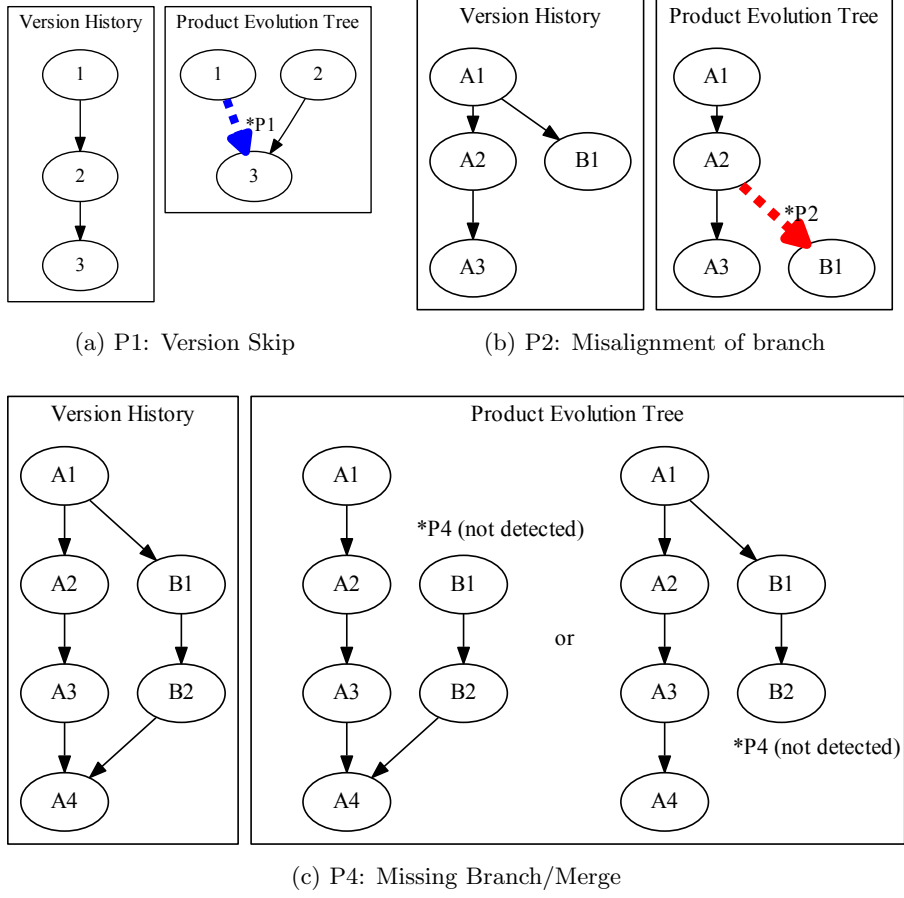 Version History
1
2
3
Product Evolution Tree
1 2
*P1
3
(a) P1: Version Skip
Version History
A1
A2 B1
A3
Product Evolution Tree
A1
A2
*P2
A3 B1
(b) P2: Misalignment of branch
Version History
A1
A2 B1
A3 B2
A4
Product Evolution Tree
A1
*P4 (not detected)
A2 B1
A3 B2
A4
or
A1
A2 B1
A3 B2
*P4 (not detected)
A4
(c) P4: Missing Branch/Merge